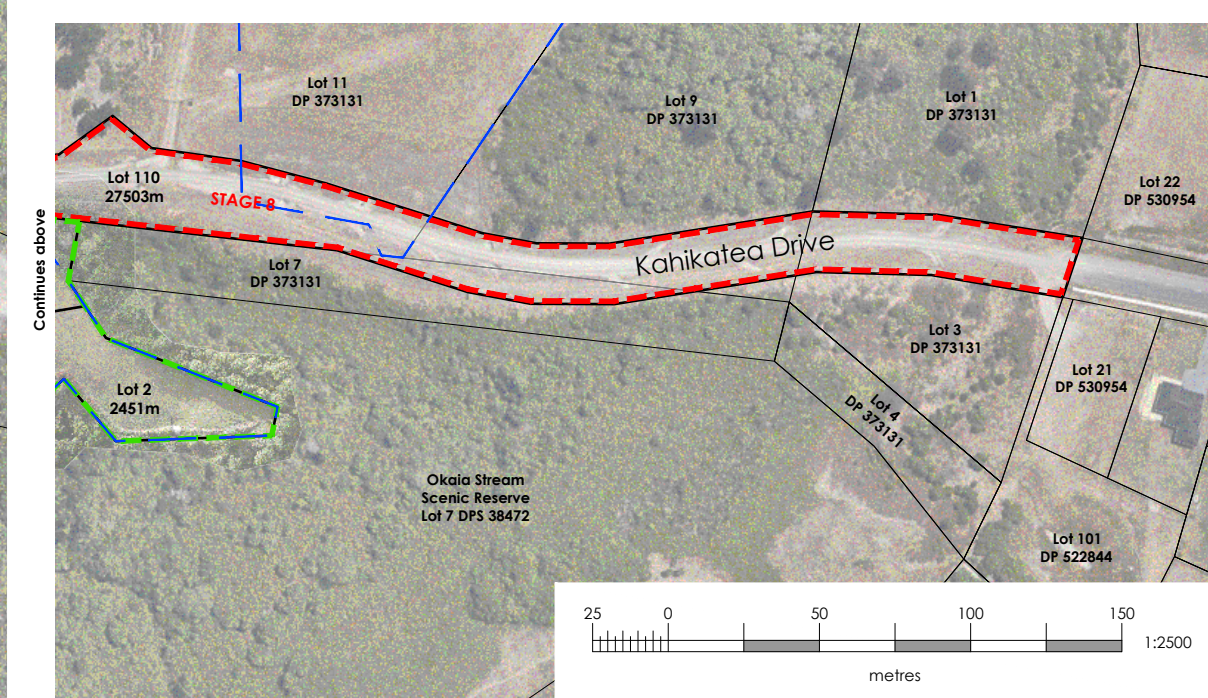 Lot 11
DP 373131
Lot 9
DP 373131
Lot 1
DP 373131
Lot 22
DP 530954
Lot 110
27503m
STAGE 8
Kahikatea Drive
Continues above
Lot 7
DP 373131
Lot 3
DP 373131
Lot 21
DP 530954
Lot 2
2451m
Lot 4
DP 373131
Okaia Stream
Scenic Reserve
Lot 7 DPS 38472
Lot 101
DP 522844
25 0 50 100 150
1:2500
metres